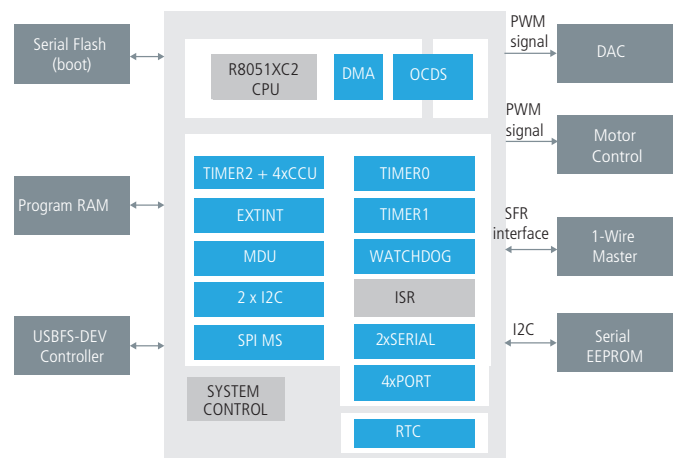 Serial Flash
(boot)
Program RAM
USBFS-DEV
Controller
R8051XC2
CPU
DMA
OCDS
TIMER2 + 4xCCU
EXTINT
MDU
2 x I2C
SPI MS
TIMER0
TIMER1
WATCHDOG
ISR
2xSERIAL
4xPORT
RTC
SYSTEM
CONTROL
PWM
signal
DAC
PWM
signal
Motor
Control
SFR
interface
1-Wire
Master
I2C
Serial
EEPROM